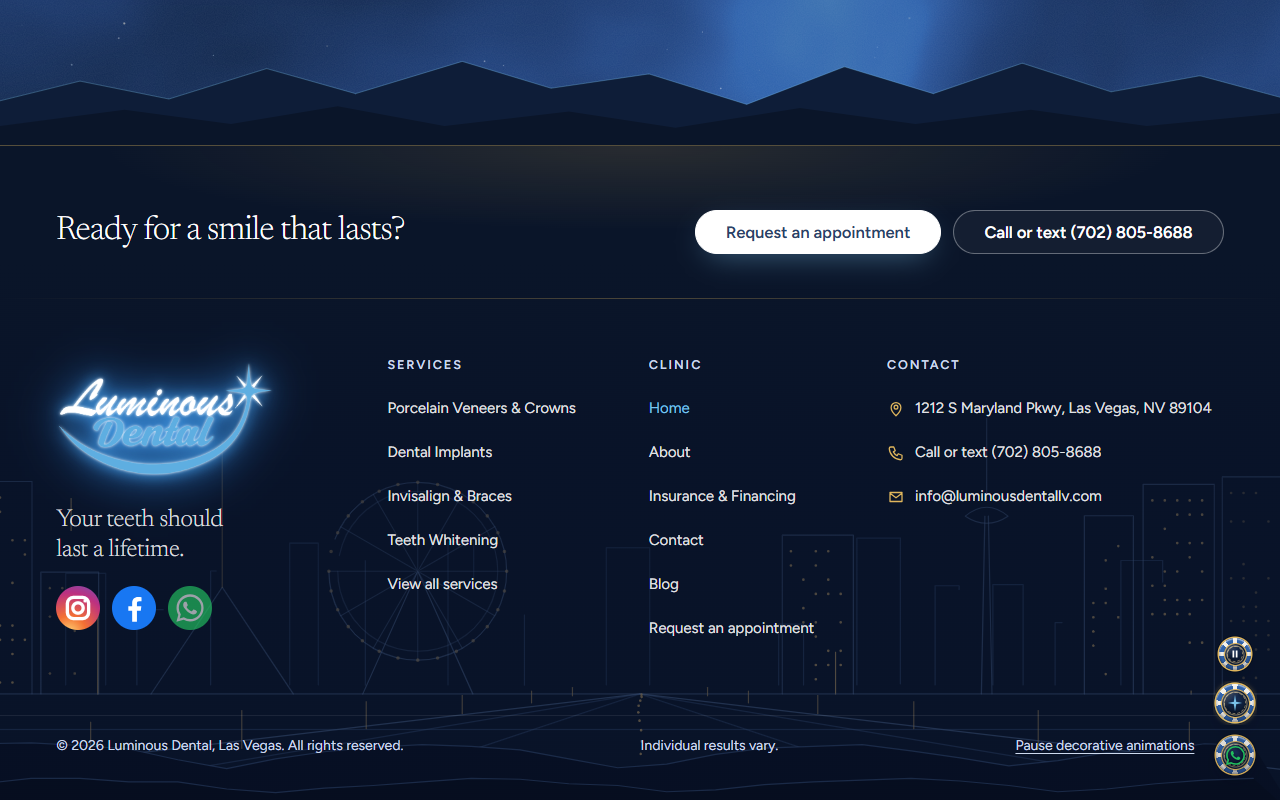 Ready for a smile that lasts?
Request an appointment
Call or text (702) 805-8688
Luminous
Dental
Your teeth should
last a lifetime.
SERVICES
Porcelain Veneers & Crowns
Dental Implants
Invisalign & Braces
Teeth Whitening
View all services
CLINIC
Home
About
Insurance & Financing
Contact
Blog
Request an appointment
CONTACT
1212 S Maryland Pkwy, Las Vegas, NV 89104
Call or text (702) 805-8688
info@luminousdentallv.com
© 2026 Luminous Dental, Las Vegas. All rights reserved.
Individual results vary.
Pause decorative animations